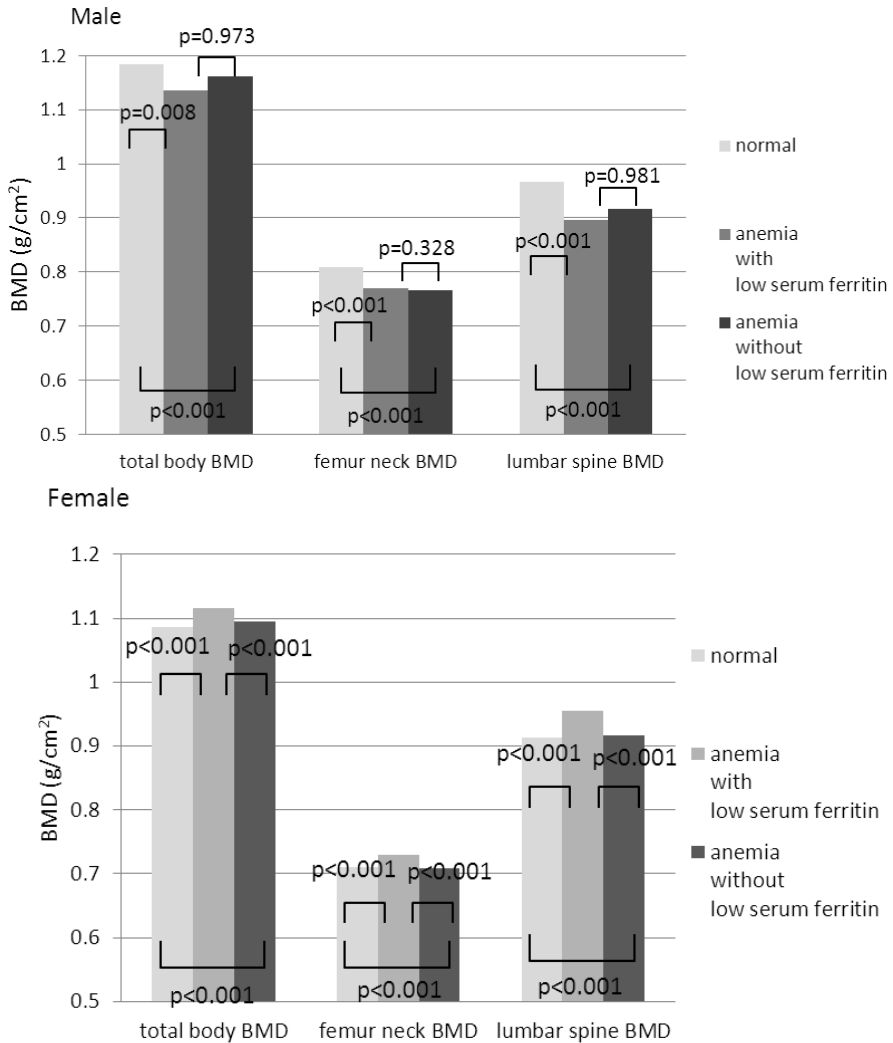 Male
p=0.973
1.2
p=0.008
1.1
1
normal
p=0.981
0.9
anemia
with
low serum ferritin
p=0.328
p<0.001
0.8
p<0.001
0.7
anemia
without
low serum ferritin
0.6
p<0.001
p<0.001
p<0.001
0.5
BMD (g/cm²)
total body BMD
femur neck BMD
lumbar spine BMD
Female
1.2
1.1
p<0.001
p<0.001
normal
1
0.9
p<0.001
p<0.001
anemia
with
low serum ferritin
0.8
0.7
p<0.001
p<0.001
anemia
without
low serum ferritin
0.6
p<0.001
p<0.001
p<0.001
0.5
BMD (g/cm²)
total body BMD
femur neck BMD
lumbar spine BMD